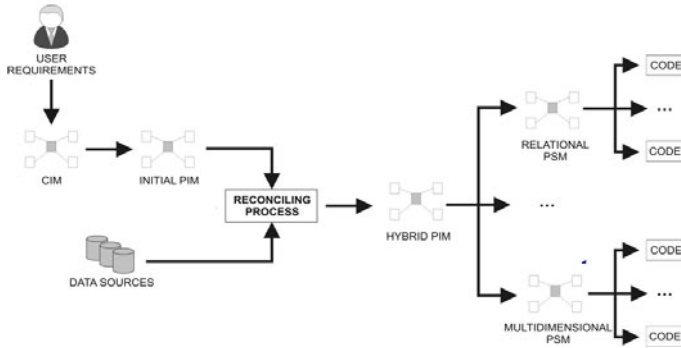 USER
REQUIREMENTS
CIM
INITIAL PIM
DATA SOURCES
RECONCILING
PROCESS
HYBRID PIM
RELATIONAL
PSM
...
MULTIDIMENSIONAL
PSM
CODE
...
CODE
CODE
...
CODE